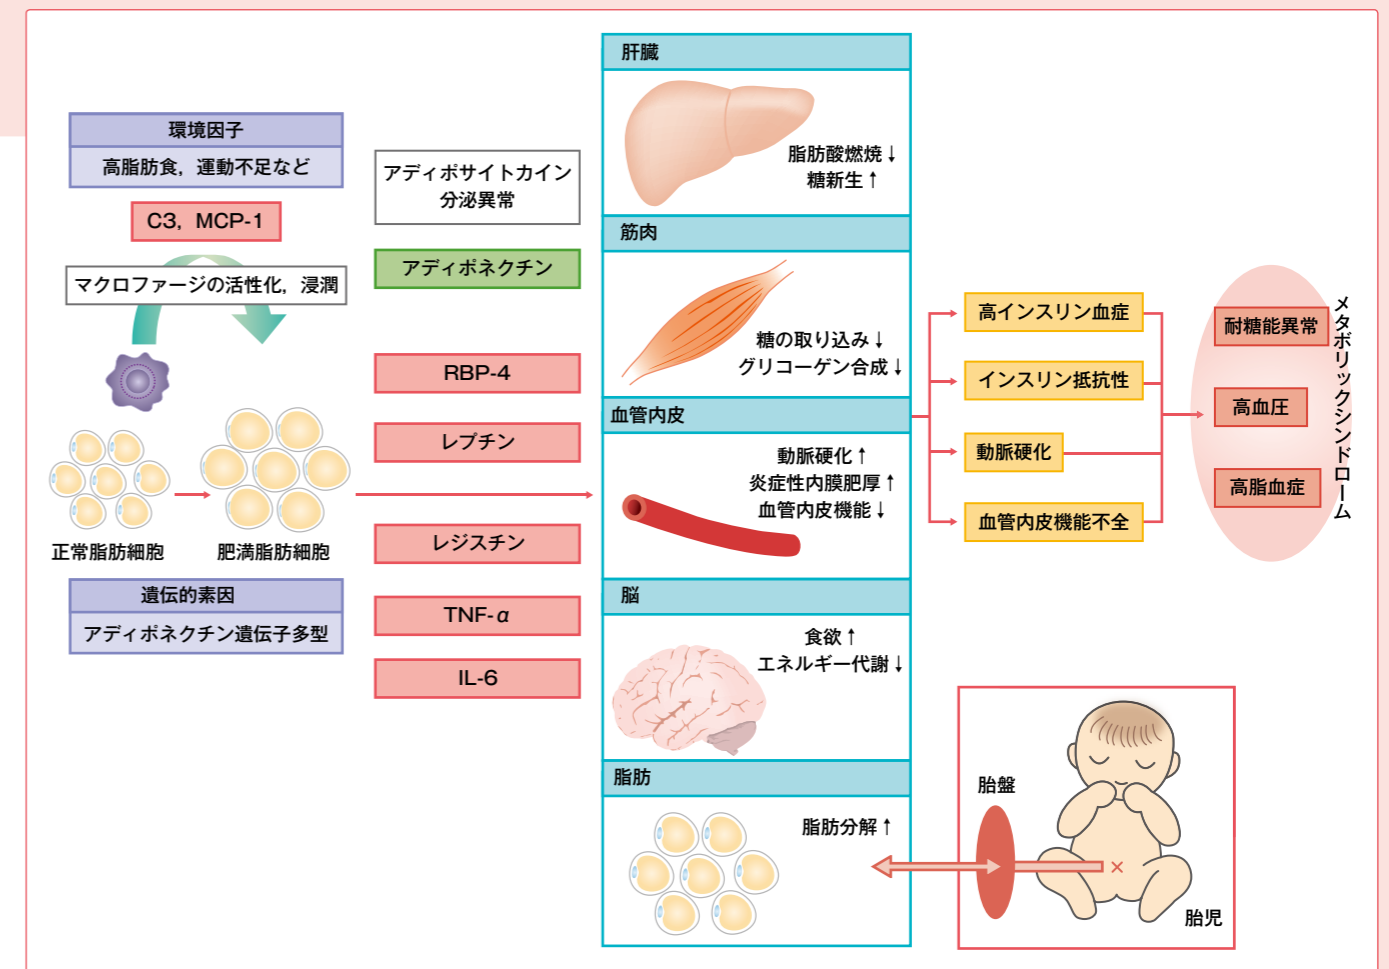 環境因子
高脂肪食，運動不足など
C3，MCP-1
マクロファージの活性化，浸潤
正常脂肪細胞
肥満脂肪細胞
遺伝的素因
アディポネクチン遺伝子多型
アディポサイトカイン
分泌異常
アディポネクチン
RBP-4
レプチン
レジスチン
TNF-α
IL-6
肝臓
脂肪酸燃焼↓
糖新生↑
筋肉
糖の取り込み↓
グリコーゲン合成↓
血管内皮
動脈硬化↑
炎症性内膜肥厚↑
血管内皮機能↓
脳
食欲↑
エネルギー代謝↓
脂肪
脂肪分解↑
高インスリン血症
インスリン抵抗性
動脈硬化
血管内皮機能不全
耐糖能異常
高血圧
高脂血症
メタボリックシンドローム
胎盤
胎児